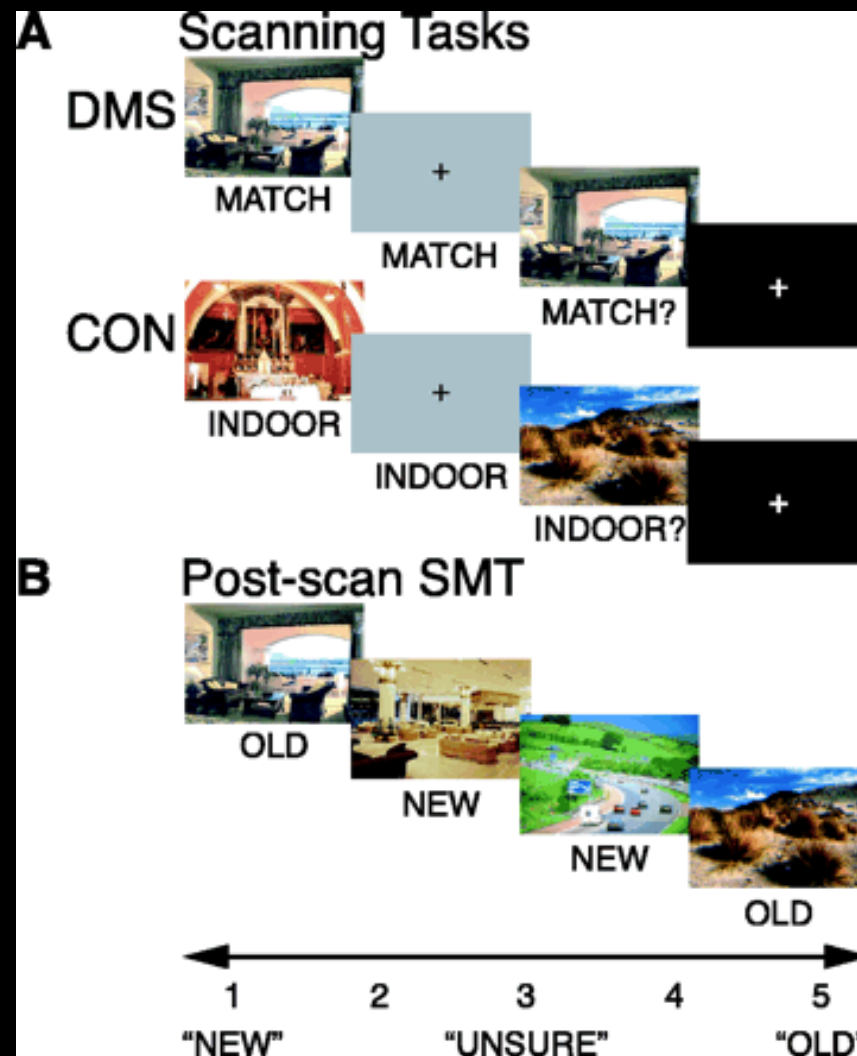 A Scanning Tasks
DMS
MATCH
MATCH
MATCH?
CON
INDOOR
INDOOR
INDOOR?
B Post-scan SMT
OLD
NEW
NEW
OLD
1 2 3 4 5
“NEW” “UNSURE” “OLD”